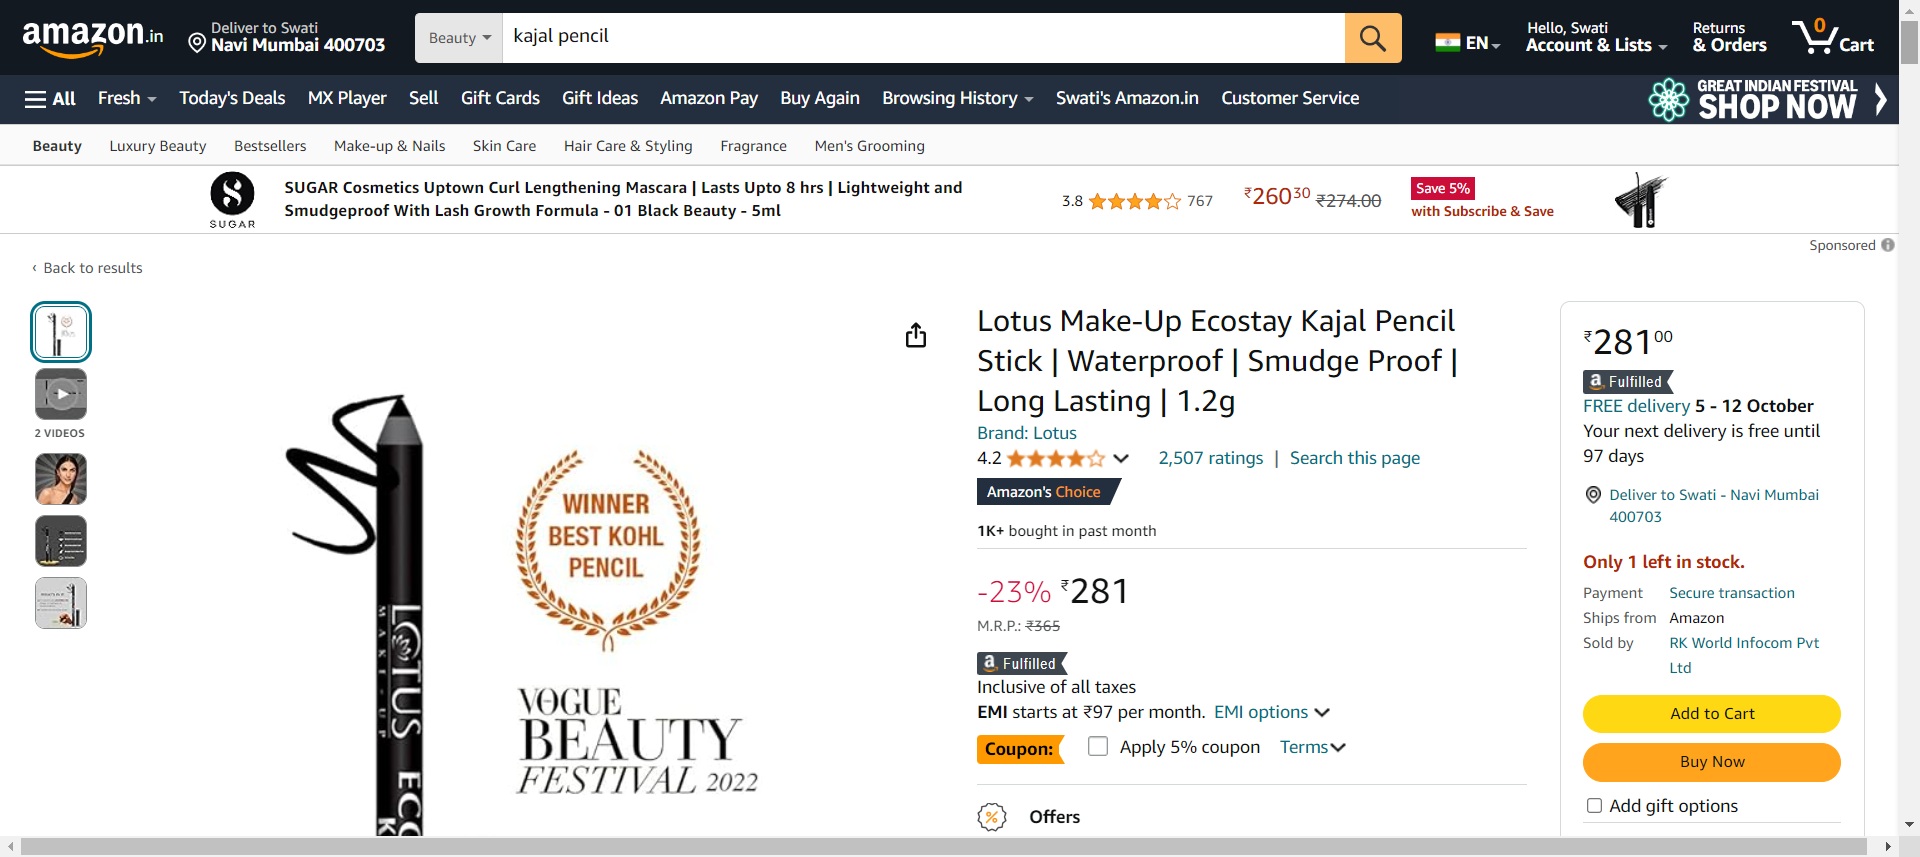 amazon.in
Deliver to Swati
Navi Mumbai 400703
Beauty
kajal pencil
EN
Hello, Swati
Account & Lists
Returns
& Orders
0
Cart
All
Fresh
Today's Deals
MX Player
Sell
Gift Cards
Gift Ideas
Amazon Pay
Buy Again
Browsing History
Swati's Amazon.in
Customer Service
GREAT INDIAN FESTIVAL
SHOP NOW
Beauty
Luxury Beauty
Bestsellers
Make-up & Nails
Skin Care
Hair Care & Styling
Fragrance
Men's Grooming
SUGAR
SUGAR Cosmetics Uptown Curl Lengthening Mascara | Lasts Upto 8 hrs | Lightweight and
Smudgeproof With Lash Growth Formula - 01 Black Beauty - 5ml
3.8
767
₹26030 ₹274.00
Save 5%
with Subscribe & Save
Sponsored
‹ Back to results
2 VIDEOS
WINNER
BEST KOHL
PENCIL
VOGUE
BEAUTY
FESTIVAL 2022
LOTUS
MAKE-UP
ECO
K
Lotus Make-Up Ecostay Kajal Pencil
Stick | Waterproof | Smudge Proof |
Long Lasting | 1.2g
Brand: Lotus
4.2
2,507 ratings | Search this page
Amazon's Choice
1K+ bought in past month
-23% ₹281
M.R.P.: ₹365
a Fulfilled
Inclusive of all taxes
EMI starts at ₹97 per month. EMI options
Coupon: Apply 5% coupon Terms
Offers
₹28100
a Fulfilled
FREE delivery 5 - 12 October
Your next delivery is free until
97 days
Deliver to Swati - Navi Mumbai
400703
Only 1 left in stock.
Payment Secure transaction
Ships from Amazon
Sold by RK World Infocom Pvt
Ltd
Add to Cart
Buy Now
Add gift options